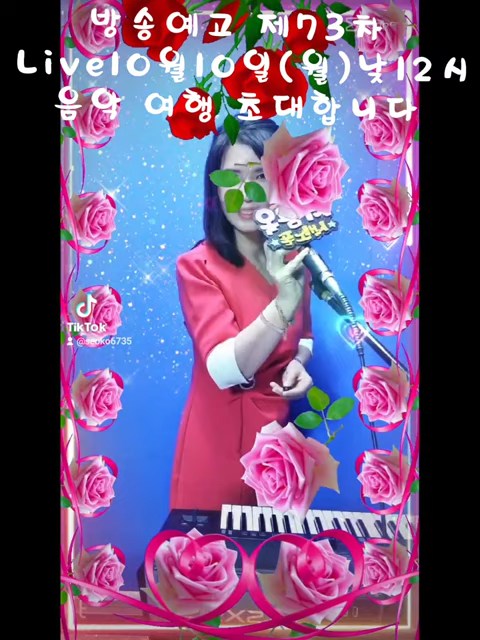 방송예고 제73차
Live10월10일(월)낮12시
음악 여행 초대합니다
TikTok
@seoko6735